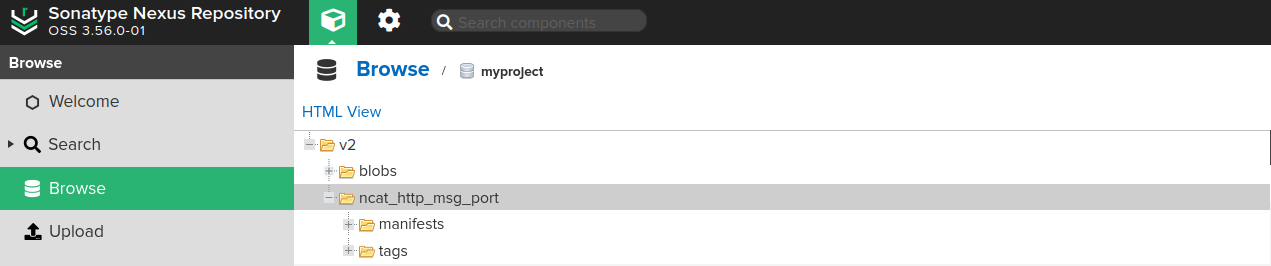 Sonatype Nexus Repository
OSS 3.56.0-01
Search components
Browse
Browse / myproject
Welcome
HTML View
Search
v2
blobs
Browse
ncat_http_msg_port
manifests
Upload
tags